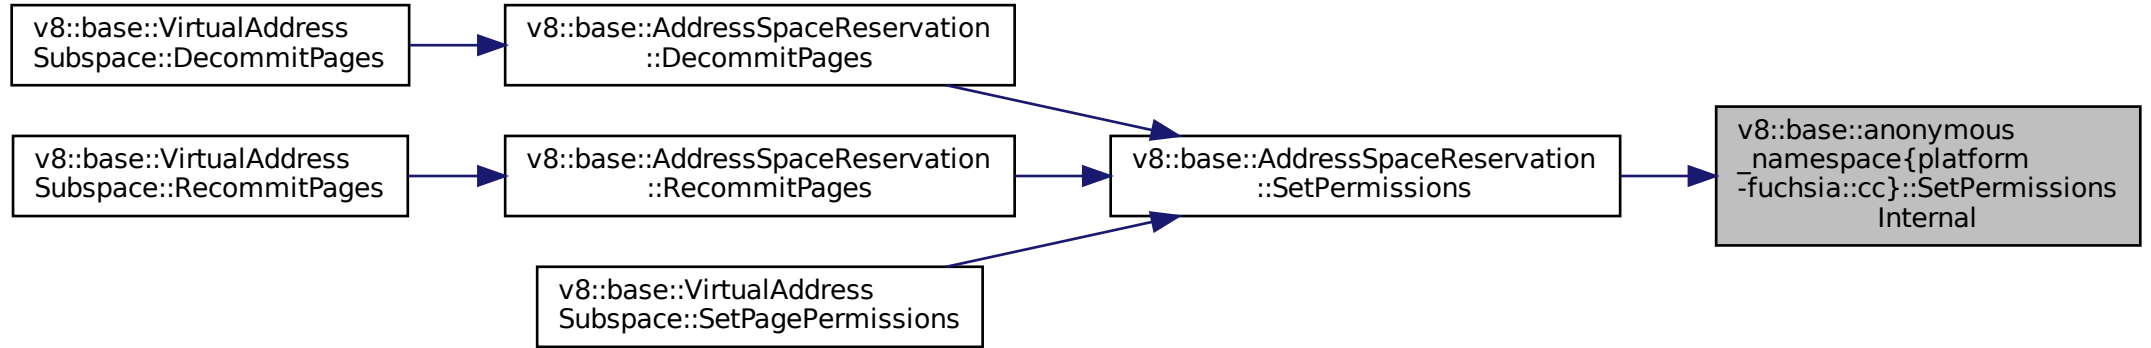 v8::base::VirtualAddress
Subspace::DecommitPages
v8::base::AddressSpaceReservation
::DecommitPages
v8::base::VirtualAddress
Subspace::RecommitPages
v8::base::AddressSpaceReservation
::RecommitPages
v8::base::VirtualAddress
Subspace::SetPagePermissions
v8::base::AddressSpaceReservation
::SetPermissions
v8::base::anonymous
_namespace{platform
-fuchsia::cc}::SetPermissions
Internal